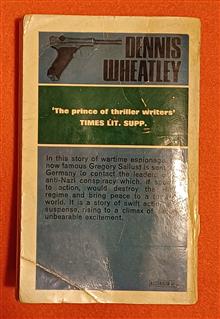 DENNIS
WHEATLEY
'The prince of thriller writers'
TIMES LIT. SUPP.
In this story of wartime espionage
now famous Gregory Sallust is sent
Germany to contact the leader
anti-Nazi conspiracy which, if
to action, would destroy the
regime and bring peace to a
world. It is a story of swift action
suspense, rising to a climax of
unbearable excitement.